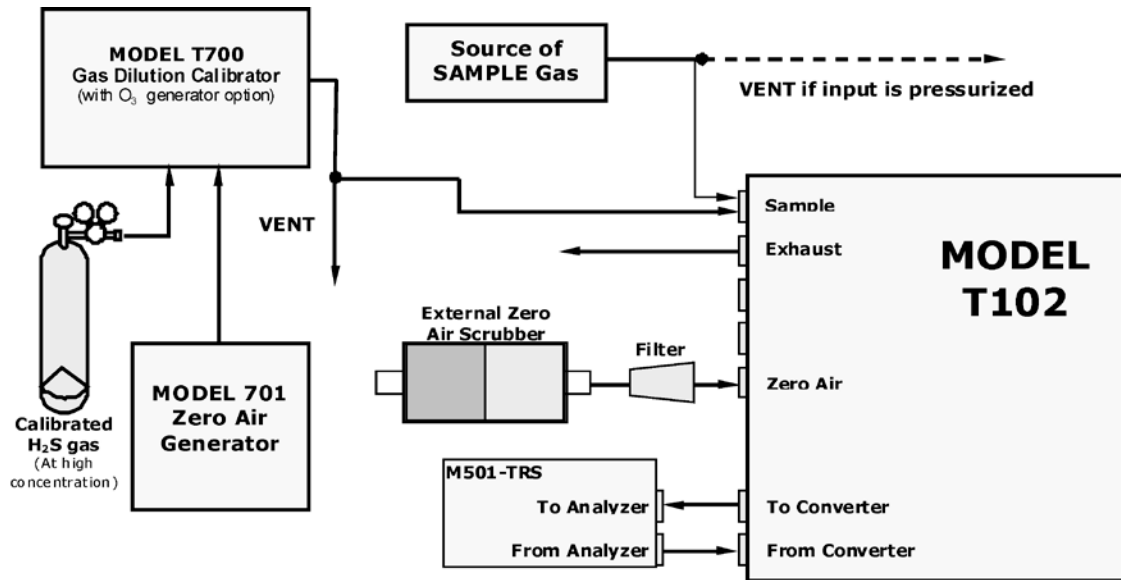 MODEL T700
Gas Dilution Calibrator
(with O₃ generator option)
Source of
SAMPLE Gas
VENT if input is pressurized
VENT
Calibrated
H₂S gas
(At high
concentration)
MODEL 701
Zero Air
Generator
External Zero
Air Scrubber
Filter
M501-TRS
To Analyzer
From Analyzer
Sample
Exhaust
Zero Air
To Converter
From Converter
MODEL
T102